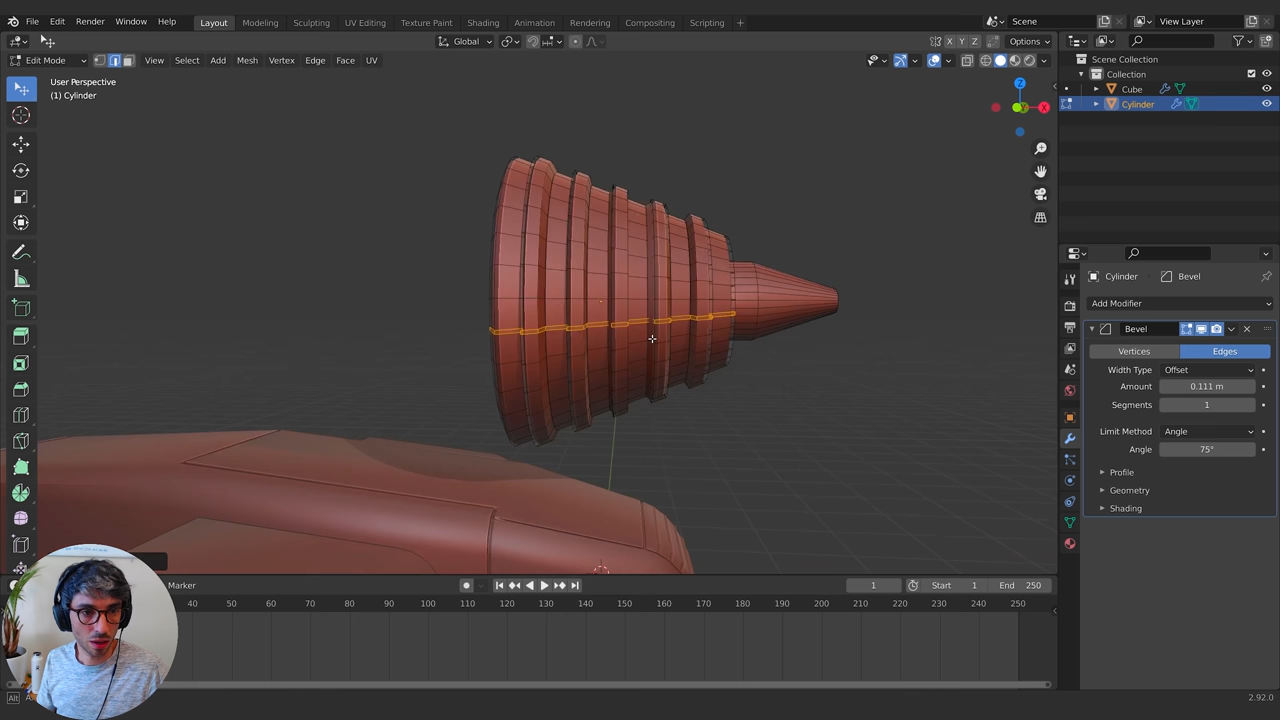 File Edit Render Window Help Layout Modeling Sculpting UV Editing Texture Paint Shading Animation Rendering Compositing Scripting + Scene View Layer
Global X Y Z Options
Edit Mode View Select Add Mesh Vertex Edge Face UV
User Perspective
(1) Cylinder
Z
X
Scene Collection
Collection
Cube
Cylinder
Cylinder Bevel
Add Modifier
Bevel
Vertices Edges
Width Type Offset
Amount 0.111 m
Segments 1
Limit Method Angle
Angle 75°
Profile
Geometry
Shading
Marker 1 Start 1 End 250
40 50 60 70 80 90 100 110 120 130 140 150 160 170 180 190 200 210 220 230 240 250
Alt
2.92.0